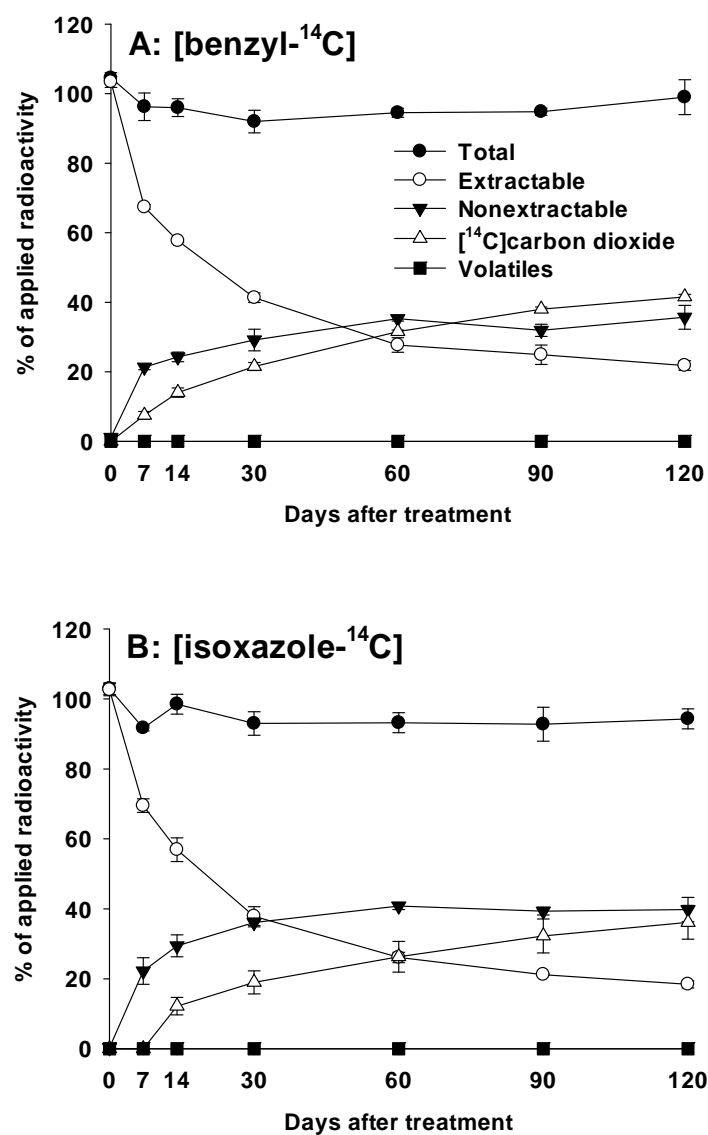 A: [benzyl-¹⁴C]
120
100
80
60
40
20
0
% of applied radioactivity
Total
Extractable
Nonextractable
[¹⁴C]carbon dioxide
Volatiles
0 7 14 30 60 90 120
Days after treatment
B: [isoxazole-¹⁴C]
120
100
80
60
40
20
0
% of applied radioactivity
0 7 14 30 60 90 120
Days after treatment